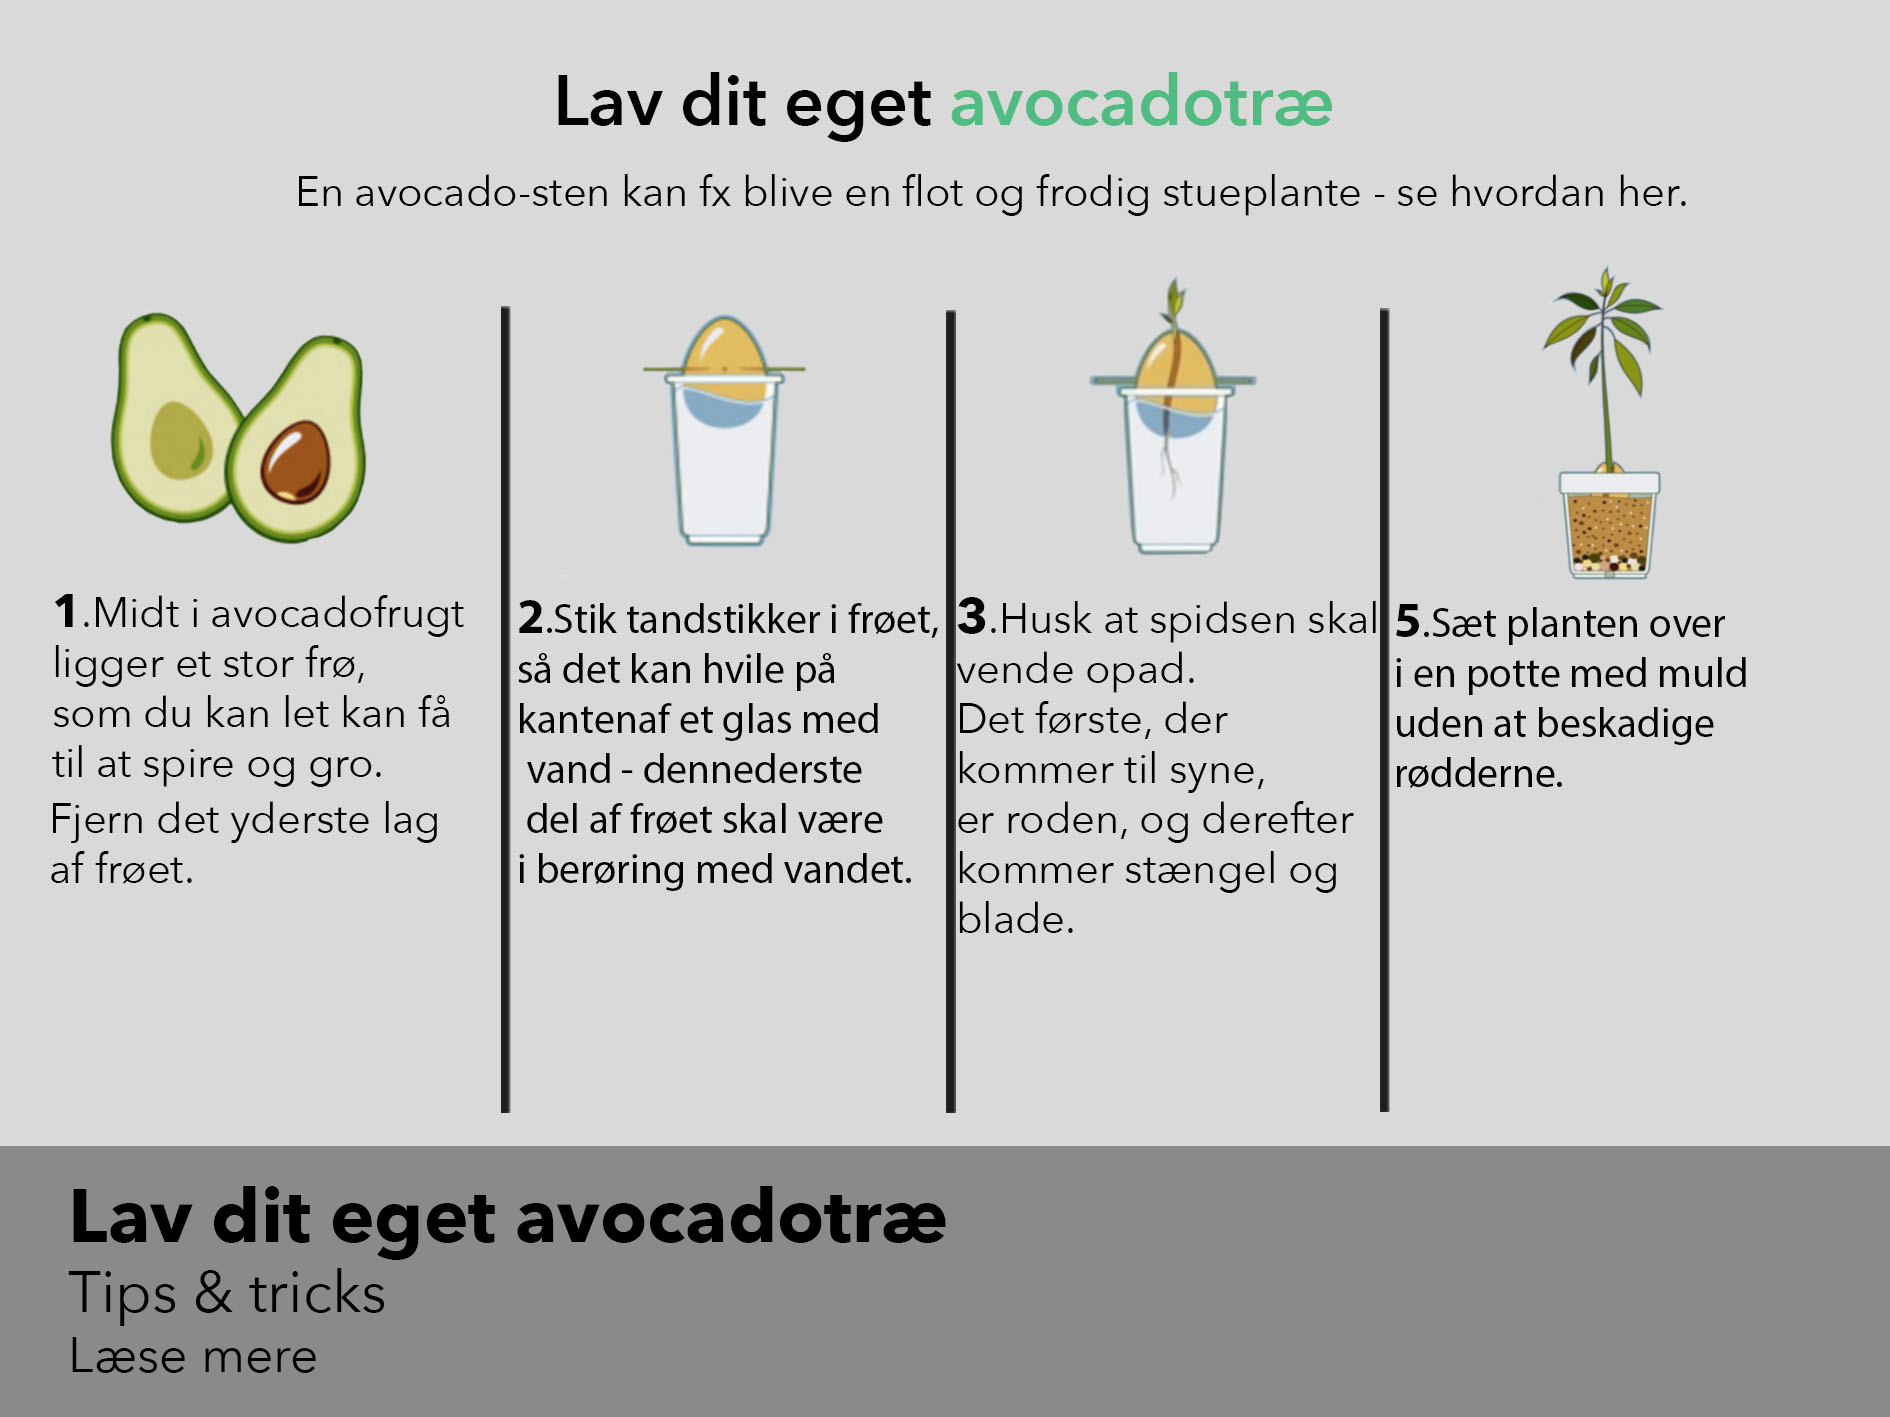 Lav dit eget avocadotræ
En avocado-sten kan fx blive en flot og frodig stueplante - se hvordan her.
1.Midt i avocadofrugt
ligger et stor frø,
som du kan let kan få
til at spire og gro.
Fjern det yderste lag
af frøet.
2.Stik tandstikker i frøet,
så det kan hvile på
kantenaf et glas med
vand - dennederste
del af frøet skal være
i berøring med vandet.
3.Husk at spidsen skal
vende opad.
Det første, der
kommer til syne,
er roden, og derefter
kommer stængel og
blade.
5.Sæt planten over
i en potte med muld
uden at beskadige
rødderne.
Lav dit eget avocadotræ
Tips & tricks
Læse mere